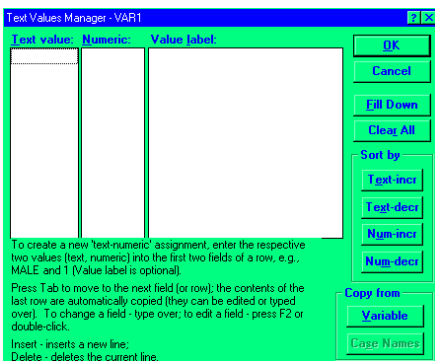 Text Values Manager - VAR1
Text value: Numeric: Value label:
OK
Cancel
Fill Down
Clear All
Sort by
Text-incr
Text-decr
Num-incr
Num-decr
To create a new 'text-numeric' assignment, enter the respective
two values (text, numeric) into the first two fields of a row, e.g.,
MALE and 1 (Value label is optional).
Press Tab to move to the next field (or row); the contents of the
last row are automatically copied (they can be edited or typed
over). To change a field - type over; to edit a field - press F2 or
double-click.
Insert - inserts a new line;
Delete - deletes the current line.
Copy from
Variable
Case Names